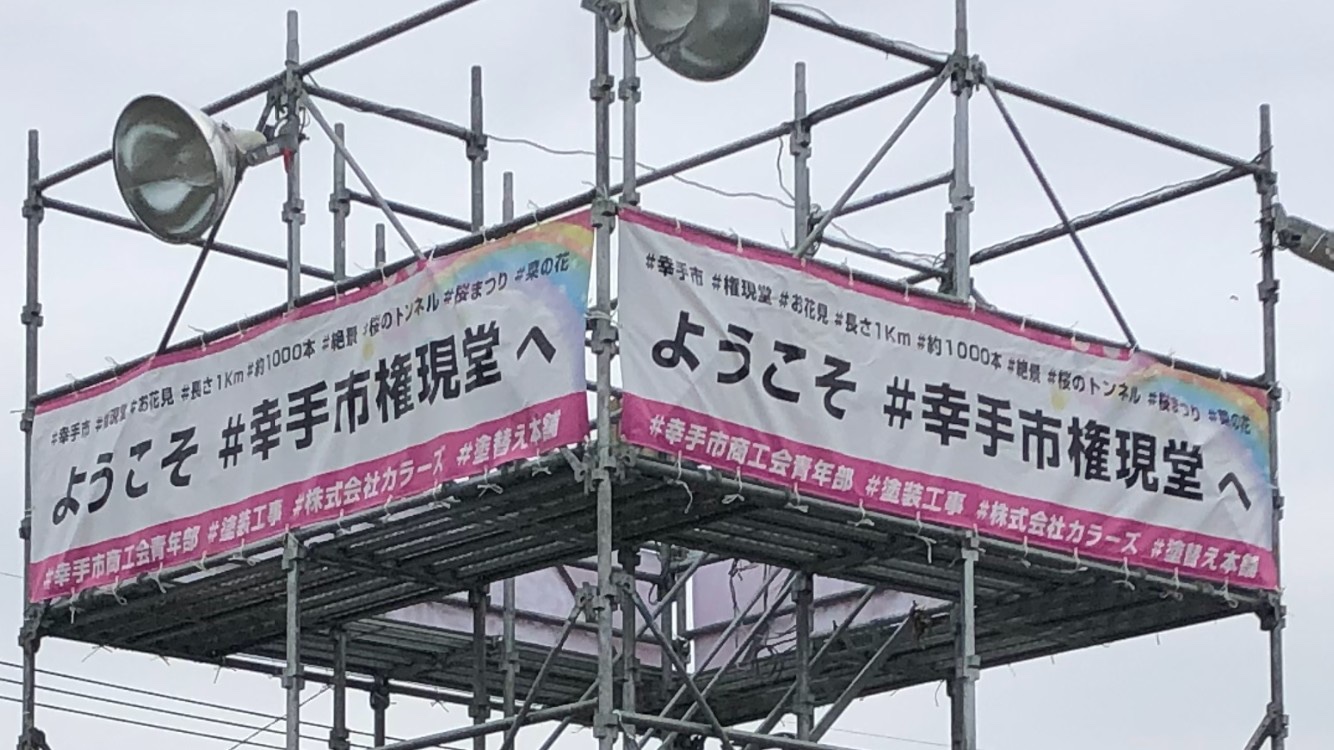 #幸手市 #権現堂 #お花見 #長さ1Km #約1000本 #絶景 #桜のトンネル #桜まつり #菜の花
ようこそ #幸手市権現堂へ
#幸手市商工会青年部 #塗装工事 #株式会社カラーズ #塗替え本舗
#幸手市 #権現堂 #お花見 #長さ1Km #約1000本 #絶景 #桜のトンネル #桜まつり #菜の花
ようこそ #幸手市権現堂へ
#幸手市商工会青年部 #塗装工事 #株式会社カラーズ #塗替え本舗